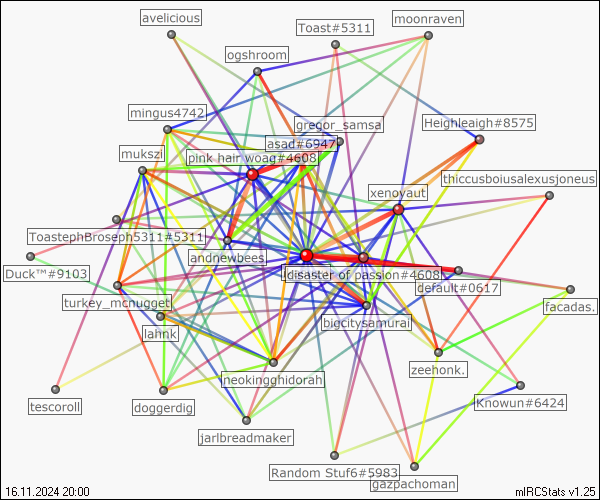 avelicious
moonraven
Toast#5311
ogshroom
mingus4742
gregor_samsa
Heighleaigh#8575
asad#6947
mukszi
pink hair woag#4608
thiccusboiusalexusjoneus
xenoyaut
ToastephBroseph5311#5311
andnewbees
Duck™#9103
disaster of passion#4608
default#0617
turkey_mcnugget
facadas.
bigcitysamurai
lahnk
zeehonk.
neokingghidorah
tescoroll
doggerdig
Knowun#6424
jarlbreadmaker
Random Stuf6#5983
gazpachoman
16.11.2024 20:00
mIRCStats v1.25